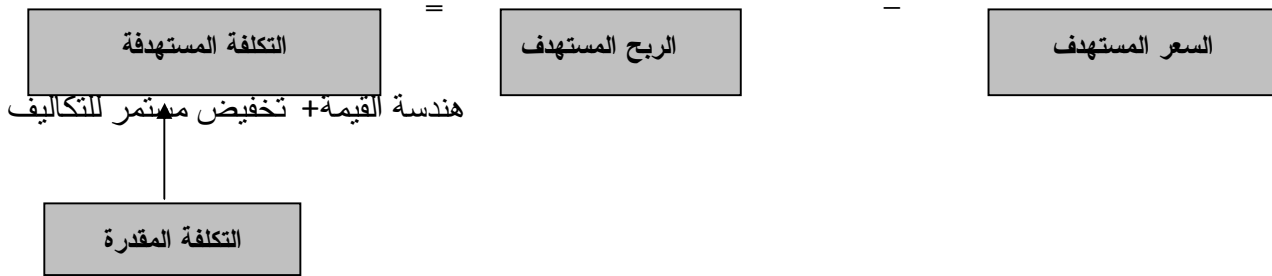 السعر المستهدف – الربح المستهدف = التكلفة المستهدفة
هندسة القيمة+ تخفيض مستمر للتكاليف
التكلفة المقدرة